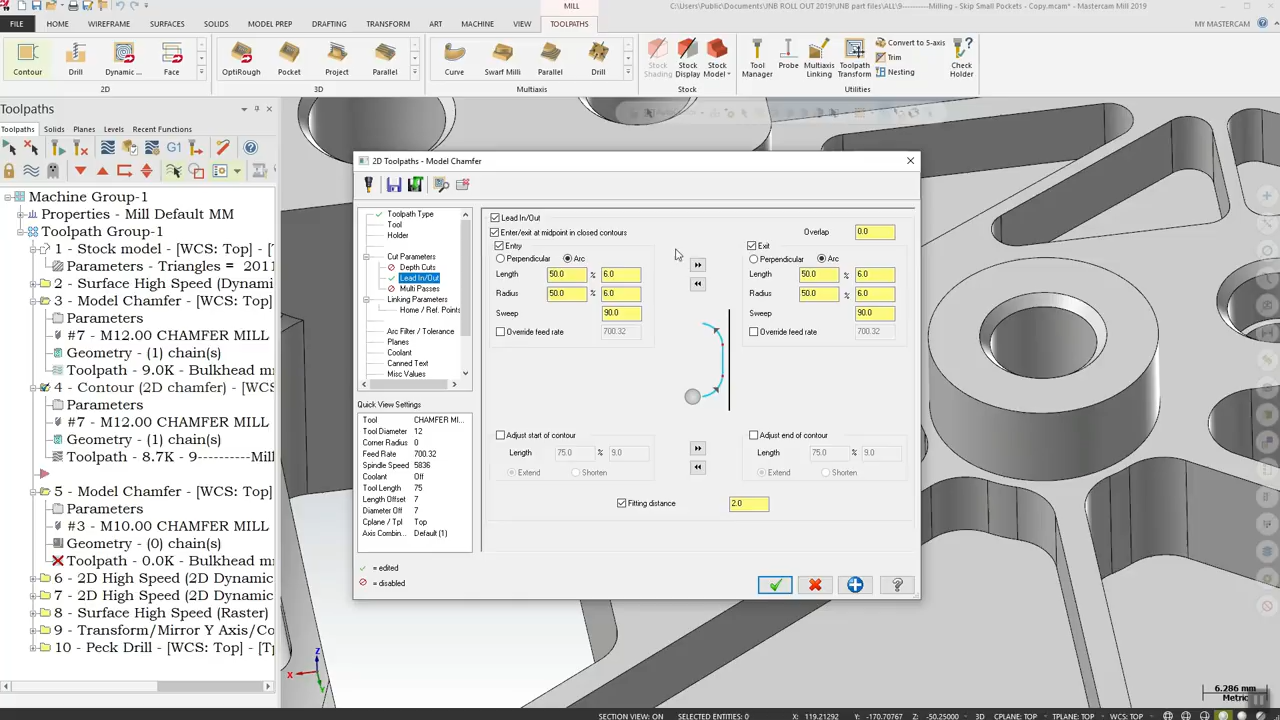 MILL
C:\Users\Public\Documents\INB ROLL OUT 2019!\INB part files\ALL\9----------Milling - Skip Small Pockets - Copy.mcam* - Mastercam Mill 2019
FILE HOME WIREFRAME SURFACES SOLIDS MODEL PREP DRAFTING TRANSFORM ART MACHINE VIEW TOOLPATHS MY MASTERCAM
Contour Drill Dynamic ... Face
2D
OptiRough Pocket Project Parallel
3D
Curve Swarf Milli Parallel Drill
Multiaxis
Stock Shading Stock Display Stock Model
Stock
Tool Manager Probe Multiaxis Linking Toolpath Transform
Convert to 5-axis
Trim
Nesting
Check Holder
Utilities
Toolpaths
Toolpaths Solids Planes Levels Recent Functions
G1
Machine Group-1
Properties - Mill Default MM
Toolpath Group-1
1 - Stock model - [WCS: Top] - [T
Parameters - Triangles = 2011
2 - Surface High Speed (Dynamic
3 - Model Chamfer - [WCS: Top]
Parameters
#7 - M12.00 CHAMFER MILL
Geometry - (1) chain(s)
Toolpath - 9.0K - Bulkhead m
4 - Contour (2D chamfer) - [WCS
Parameters
#7 - M12.00 CHAMFER MILL
Geometry - (1) chain(s)
Toolpath - 8.7K - 9---------Mill
5 - Model Chamfer - [WCS: Top]
Parameters
#3 - M10.00 CHAMFER MILL
Geometry - (0) chain(s)
Toolpath - 0.0K - Bulkhead m
6 - 2D High Speed (2D Dynamic
7 - 2D High Speed (2D Dynamic
8 - Surface High Speed (Raster)
9 - Transform/Mirror Y Axis/Co
10 - Peck Drill - [WCS: Top] - [Tp
2D Toolpaths - Model Chamfer
Toolpath Type
Tool
Holder
Cut Parameters
Depth Cuts
Lead In/Out
Multi Passes
Linking Parameters
Home / Ref. Points
Arc Filter / Tolerance
Planes
Coolant
Canned Text
Misc Values
Quick View Settings
Tool CHAMFER MI...
Tool Diameter 12
Corner Radius 0
Feed Rate 700.32
Spindle Speed 5836
Coolant Off
Tool Length 75
Length Offset 7
Diameter Off 7
Cplane / Tpl Top
Axis Combin... Default (1)
= edited
= disabled
Lead In/Out
Enter/exit at midpoint in closed contours
Overlap 0.0
Entry
Perpendicular Arc
Length 50.0 % 6.0
Radius 50.0 % 6.0
Sweep 90.0
Override feed rate 700.32
Exit
Perpendicular Arc
Length 50.0 % 6.0
Radius 50.0 % 6.0
Sweep 90.0
Override feed rate 700.32
Adjust start of contour
Length 75.0 % 9.0
Extend Shorten
Adjust end of contour
Length 75.0 % 9.0
Extend Shorten
Fitting distance 2.0
Z
X
Y
6.286 mm
Metric
SECTION VIEW: ON SELECTED ENTITIES: 0 X: 119.21292 Y: -170.70767 Z: -50.25000 3D CPLANE: TOP TPLANE: TOP WCS: TOP